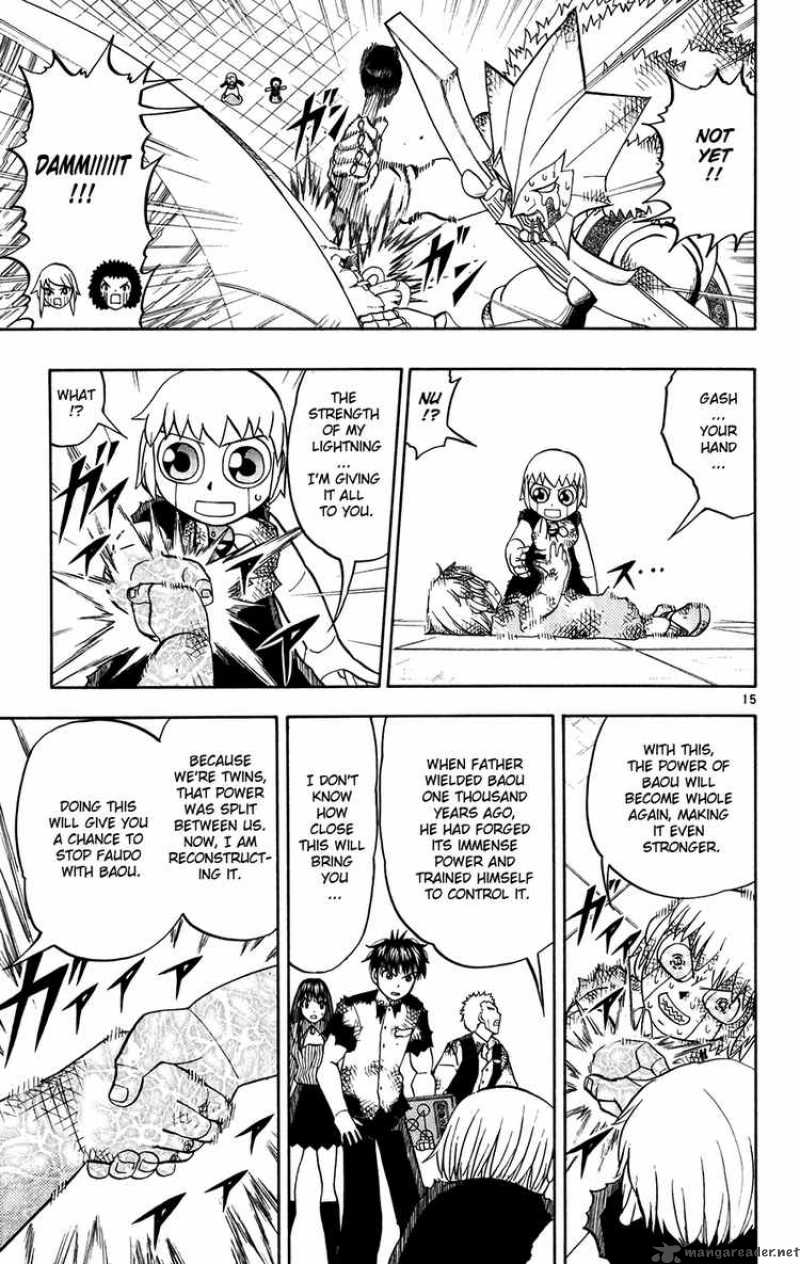 NOT
YET
!!
DAMMIIIIIT
!!!
GASH
...
YOUR
HAND
...
NU
!?
ス...
THE
STRENGTH
OF MY
LIGHTNING
...
I'M GIVING
IT ALL
TO YOU.
WHAT
!?
15
WITH THIS,
THE POWER OF
BAOU WILL
BECOME WHOLE
AGAIN, MAKING
IT EVEN
STRONGER.
WHEN FATHER
WIELDED BAOU
ONE THOUSAND
YEARS AGO,
HE HAD FORGED
ITS IMMENSE
POWER AND
TRAINED HIMSELF
TO CONTROL IT.
I DON'T
KNOW
HOW
CLOSE
THIS WILL
BRING
YOU
...
BECAUSE
WE'RE TWINS,
THAT POWER
WAS SPLIT
BETWEEN US.
NOW, I AM
RECONSTRUCT-
ING IT.
DOING THIS
WILL GIVE YOU
A CHANCE TO
STOP FAUDO
WITH BAOU.
mangareader.net